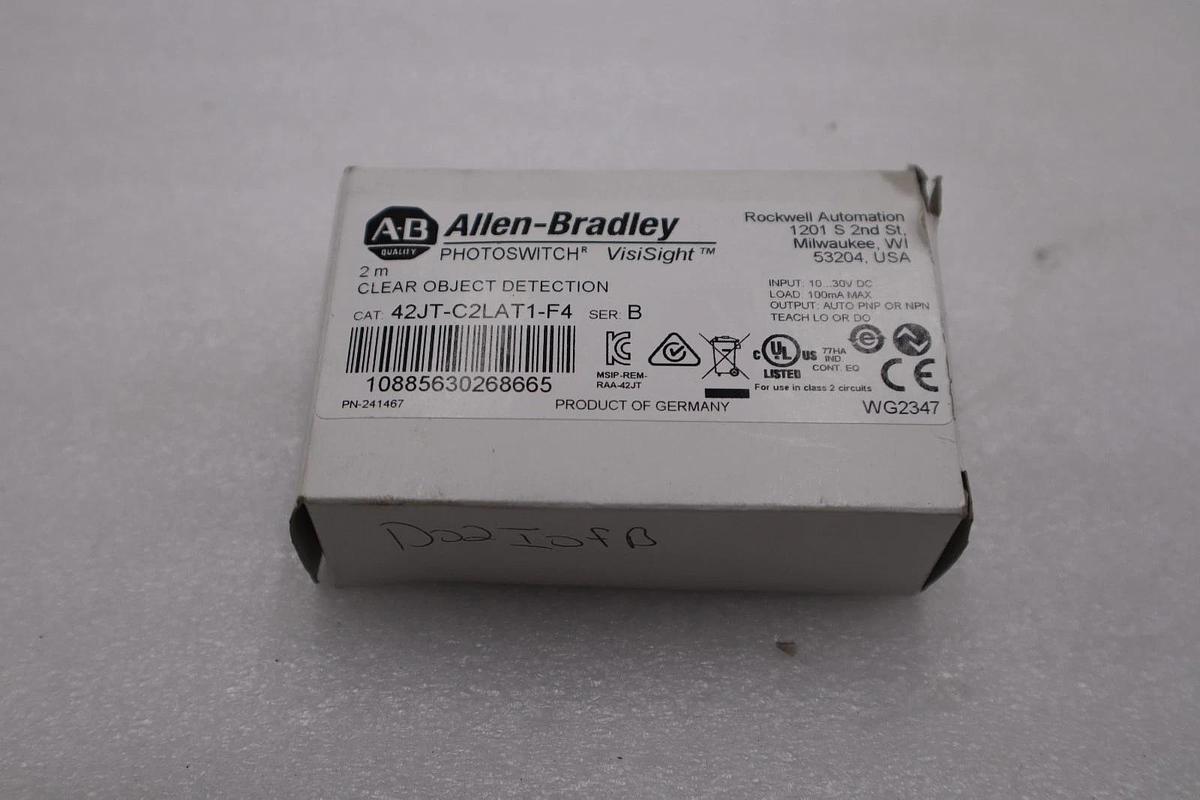 A-B
QUALITY
Allen-Bradley
PHOTOSWITCHᴿ VisiSight™
Rockwell Automation
1201 S 2nd St,
Milwaukee, WI
53204, USA
2 m
CLEAR OBJECT DETECTION
CAT: 42JT-C2LAT1-F4 SER: B
INPUT: 10...30V DC
LOAD: 100mA MAX
OUTPUT: AUTO PNP OR NPN
TEACH LO OR DO
10885630268665
PN-241467
MSIP-REM-
RAA-42JT
C UL US
LISTED
77HA
IND.
CONT. EQ
For use in class 2 circuits
CE
PRODUCT OF GERMANY
WG2347